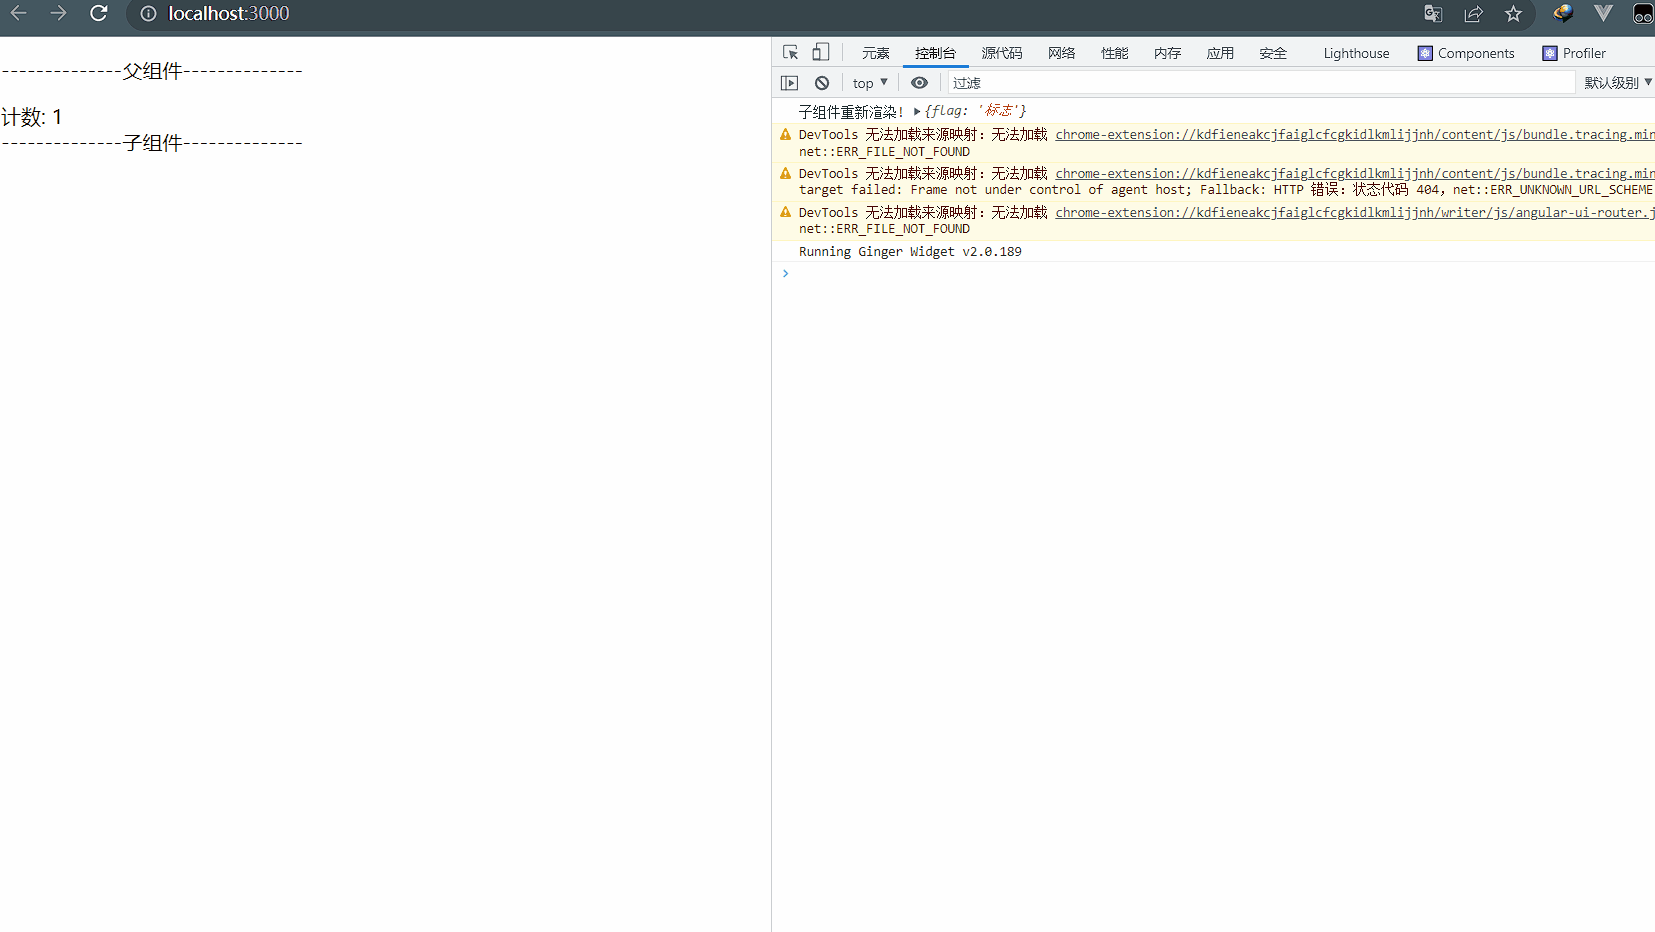 localhost:3000
--------------父组件--------------
计数: 1
--------------子组件--------------
元素 控制台 源代码 网络 性能 内存 应用 安全 Lighthouse Components Profiler
top 过滤 默认级别
子组件重新渲染! {flag: '标志'}
DevTools 无法加载来源映射：无法加载 chrome-extension://kdfieneakcjfaiglcfcgkidlkmlijjnh/content/js/bundle.tracing.min
net::ERR_FILE_NOT_FOUND
DevTools 无法加载来源映射：无法加载 chrome-extension://kdfieneakcjfaiglcfcgkidlkmlijjnh/content/js/bundle.tracing.min
target failed: Frame not under control of agent host; Fallback: HTTP 错误：状态代码 404，net::ERR_UNKNOWN_URL_SCHEME
DevTools 无法加载来源映射：无法加载 chrome-extension://kdfieneakcjfaiglcfcgkidlkmlijjnh/writer/js/angular-ui-router.j
net::ERR_FILE_NOT_FOUND
Running Ginger Widget v2.0.189